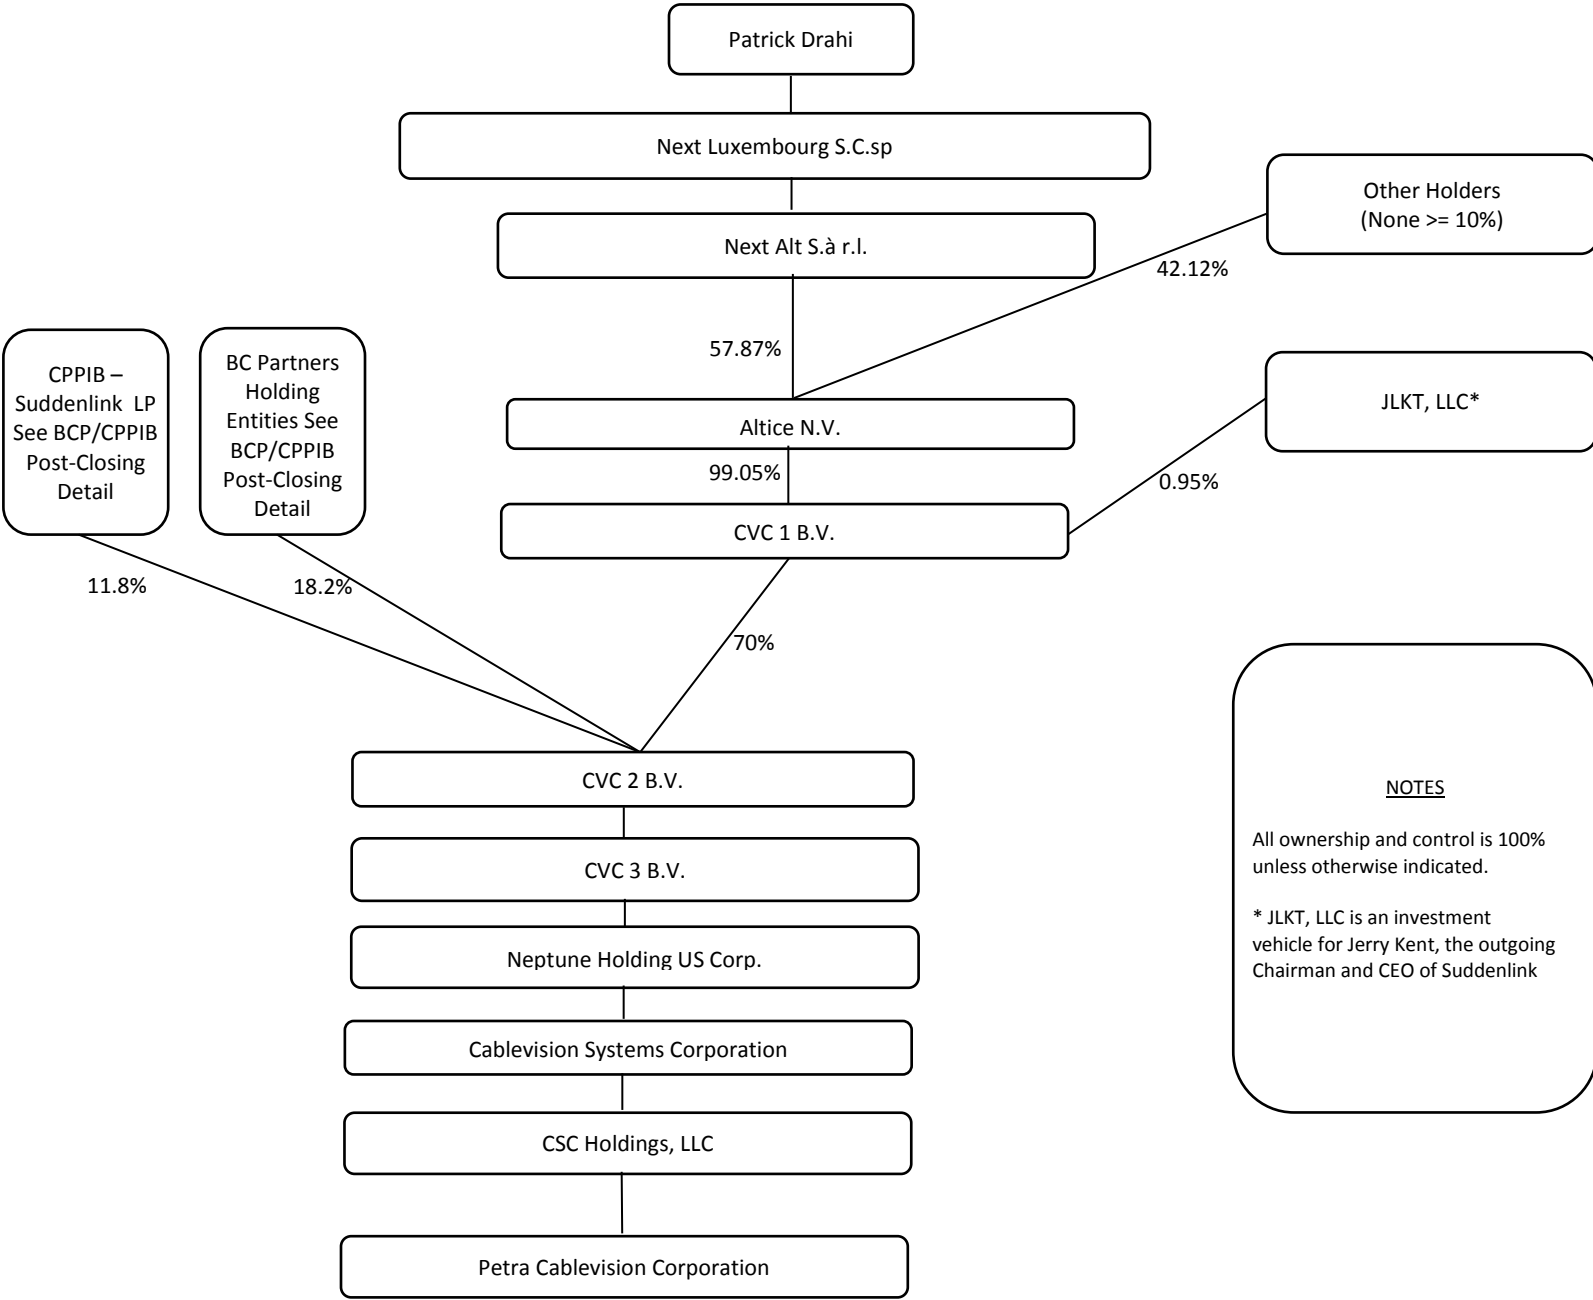 Patrick Drahi
Next Luxembourg S.C.sp
Other Holders
(None >= 10%)
Next Alt S.à r.l.
42.12%
57.87%
CPPIB –
Suddenlink LP
See BCP/CPPIB
Post-Closing
Detail
BC Partners
Holding
Entities See
BCP/CPPIB
Post-Closing
Detail
JLKT, LLC*
Altice N.V.
99.05%
0.95%
CVC 1 B.V.
11.8%
18.2%
70%
CVC 2 B.V.
CVC 3 B.V.
Neptune Holding US Corp.
Cablevision Systems Corporation
CSC Holdings, LLC
Petra Cablevision Corporation
NOTES
All ownership and control is 100%
unless otherwise indicated.
* JLKT, LLC is an investment
vehicle for Jerry Kent, the outgoing
Chairman and CEO of Suddenlink